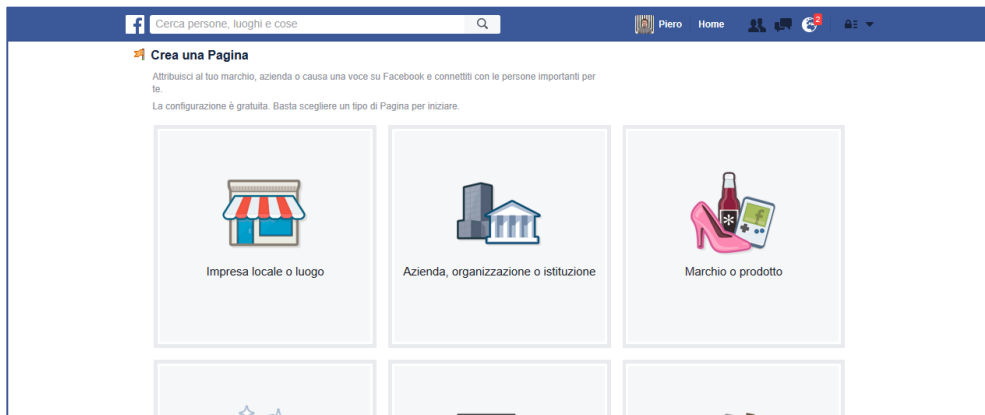 Cerca persone, luoghi e cose
Piero Home 2
Crea una Pagina
Attribuisci al tuo marchio, azienda o causa una voce su Facebook e connettiti con le persone importanti per
te.
La configurazione è gratuita. Basta scegliere un tipo di Pagina per iniziare.
Impresa locale o luogo
Azienda, organizzazione o istituzione
Marchio o prodotto